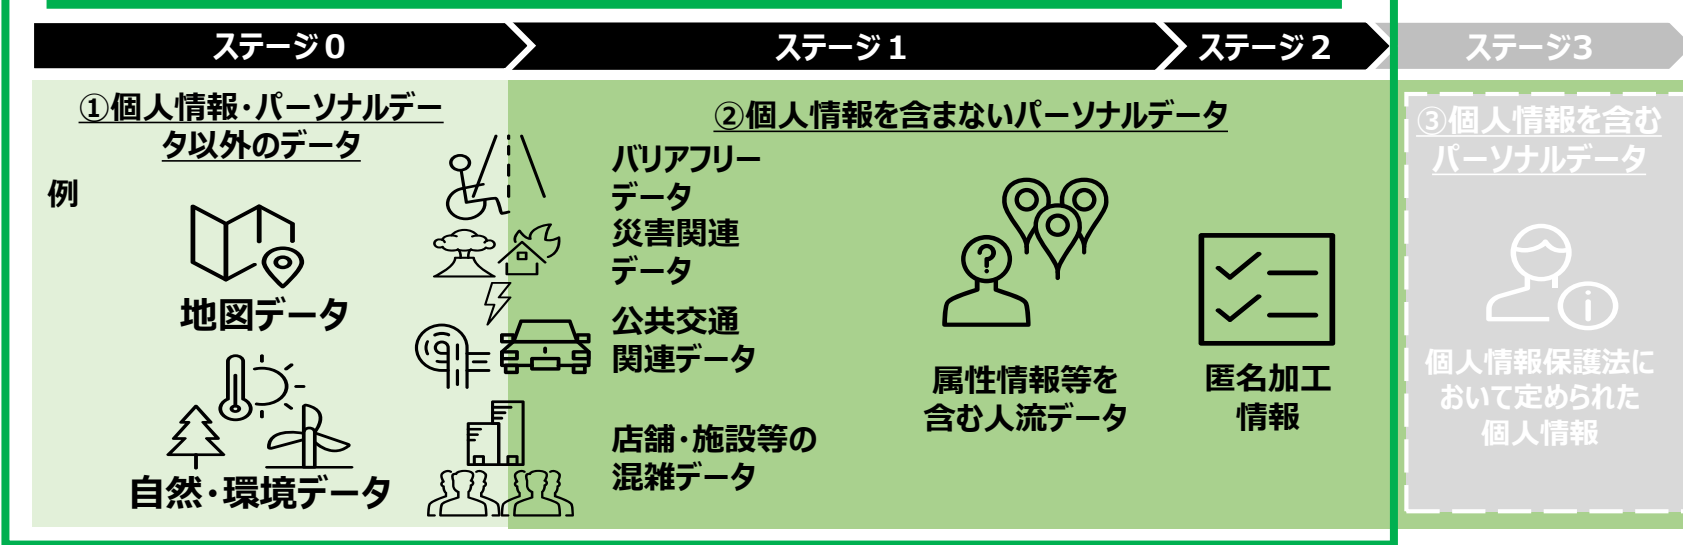 ステージ0
ステージ1
ステージ2
ステージ3
①個人情報・パーソナルデー
タ以外のデータ
例
地図データ
自然・環境データ
②個人情報を含まないパーソナルデータ
バリアフリー
データ
災害関連
データ
公共交通
関連データ
店舗・施設等の
混雑データ
属性情報等を
含む人流データ
匿名加工
情報
③個人情報を含む
パーソナルデータ
個人情報保護法に
おいて定められた
個人情報